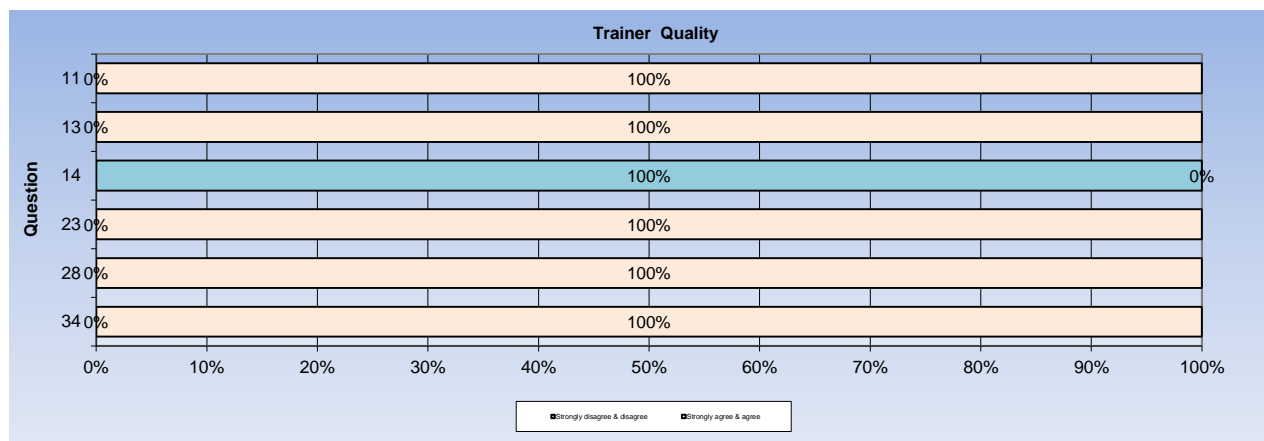 Trainer Quality
11 0% 100%
13 0% 100%
14 100% 0%
23 0% 100%
28 0% 100%
34 0% 100%
Question
0% 10% 20% 30% 40% 50% 60% 70% 80% 90% 100%
Strongly disagree & disagree Strongly agree & agree